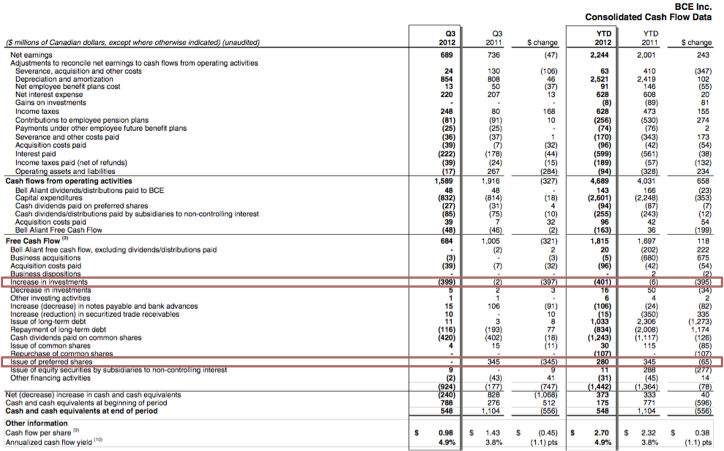 BCE Inc.
Consolidated Cash Flow Data
Q3 Q3 YTD YTD
($ millions of Canadian dollars, except where otherwise indicated) (unaudited) 2012 2011 $ change 2012 2011 $ change
Net earnings 689 736 (47) 2,244 2,001 243
Adjustments to reconcile net earnings to cash flows from operating activities
Severance, acquisition and other costs 24 130 (106) 63 410 (347)
Depreciation and amortization 854 808 46 2,521 2,419 102
Net employee benefit plans cost 13 50 (37) 91 146 (55)
Net interest expense 220 207 13 628 608 20
Gains on investments - - - (8) (89) 81
Income taxes 248 80 168 628 473 155
Contributions to employee pension plans (81) (91) 10 (256) (530) 274
Payments under other employee future benefit plans (25) (25) - (74) (76) 2
Severance and other costs paid (36) (37) 1 (170) (343) 173
Acquisition costs paid (39) (7) (32) (96) (42) (54)
Interest paid (222) (178) (44) (599) (561) (38)
Income taxes paid (net of refunds) (39) (24) (15) (189) (57) (132)
Operating assets and liabilities (17) 267 (284) (94) (328) 234
Cash flows from operating activities 1,589 1,916 (327) 4,689 4,031 658
Bell Aliant dividends/distributions paid to BCE 48 48 - 143 166 (23)
Capital expenditures (832) (814) (18) (2,601) (2,248) (353)
Cash dividends paid on preferred shares (27) (31) 4 (94) (87) (7)
Cash dividends/distributions paid by subsidiaries to non-controlling interest (85) (75) (10) (255) (243) (12)
Acquisition costs paid 39 7 32 96 42 54
Bell Aliant Free Cash Flow (48) (46) (2) (163) 36 (199)
Free Cash Flow (3) 684 1,005 (321) 1,815 1,697 118
Bell Aliant free cash flow, excluding dividends/distributions paid - (2) 2 20 (202) 222
Business acquisitions (3) - (3) (5) (680) 675
Acquisition costs paid (39) (7) (32) (96) (42) (54)
Business dispositions - - - - 2 (2)
Increase in investments (399) (2) (397) (401) (6) (395)
Decrease in investments 5 2 3 16 50 (34)
Other investing activities 1 1 - 6 4 2
Increase (decrease) in notes payable and bank advances 15 106 (91) (106) (24) (82)
Increase (reduction) in securitized trade receivables 10 - 10 (15) (350) 335
Issue of long-term debt 11 3 8 1,033 2,306 (1,273)
Repayment of long-term debt (116) (193) 77 (834) (2,008) 1,174
Cash dividends paid on common shares (420) (402) (18) (1,243) (1,117) (126)
Issue of common shares 4 15 (11) 30 115 (85)
Repurchase of common shares - - - (107) - (107)
Issue of preferred shares - 345 (345) 280 345 (65)
Issue of equity securities by subsidiaries to non-controlling interest 9 - 9 11 288 (277)
Other financing activities (2) (43) 41 (31) (45) 14
(924) (177) (747) (1,442) (1,364) (78)
Net (decrease) increase in cash and cash equivalents (240) 828 (1,068) 373 333 40
Cash and cash equivalents at beginning of period 788 276 512 175 771 (596)
Cash and cash equivalents at end of period 548 1,104 (556) 548 1,104 (556)
Other information
Cash flow per share (9) $ 0.98 $ 1.43 $ (0.45) $ 2.70 $ 2.32 $ 0.38
Annualized cash flow yield (10) 4.9% 3.8% (1.1) pts 4.9% 3.8% (1.1) pts